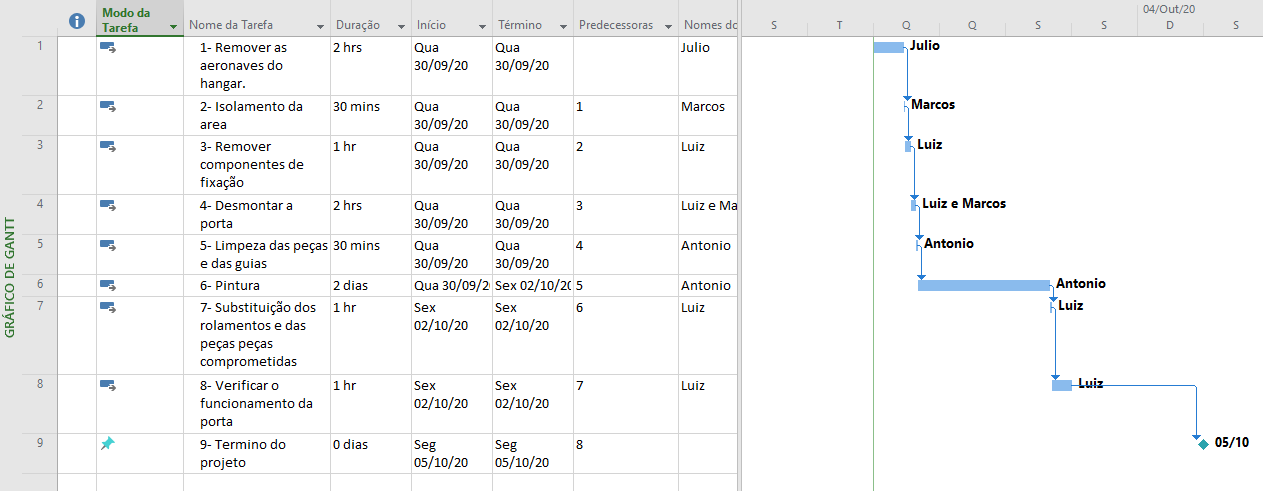 Modo da Tarefa Nome da Tarefa Duração Início Término Predecessoras Nomes do
04/Out/20
S T Q Q S S D S
GRÁFICO DE GANTT
1 1- Remover as 2 hrs Qua Qua Julio
aeronaves do 30/09/20 30/09/20
hangar.
2 2- Isolamento da 30 mins Qua Qua 1 Marcos
area 30/09/20 30/09/20
3 3- Remover 1 hr Qua Qua 2 Luiz
componentes de 30/09/20 30/09/20
fixação
4 4- Desmontar a 2 hrs Qua Qua 3 Luiz e Ma
porta 30/09/20 30/09/20
5 5- Limpeza das peças 30 mins Qua Qua 4 Antonio
e das guias 30/09/20 30/09/20
6 6- Pintura 2 dias Qua 30/09/20 Sex 02/10/20 5 Antonio
7 7- Substituição dos 1 hr Sex Sex 6 Luiz
rolamentos e das 02/10/20 02/10/20
peças peças
comprometidas
8 8- Verificar o 1 hr Sex Sex 7 Luiz
funcionamento da 02/10/20 02/10/20
porta
9 9- Termino do 0 dias Seg Seg 8
projeto 05/10/20 05/10/20
Julio
Marcos
Luiz
Luiz e Marcos
Antonio
Antonio
Luiz
Luiz
05/10